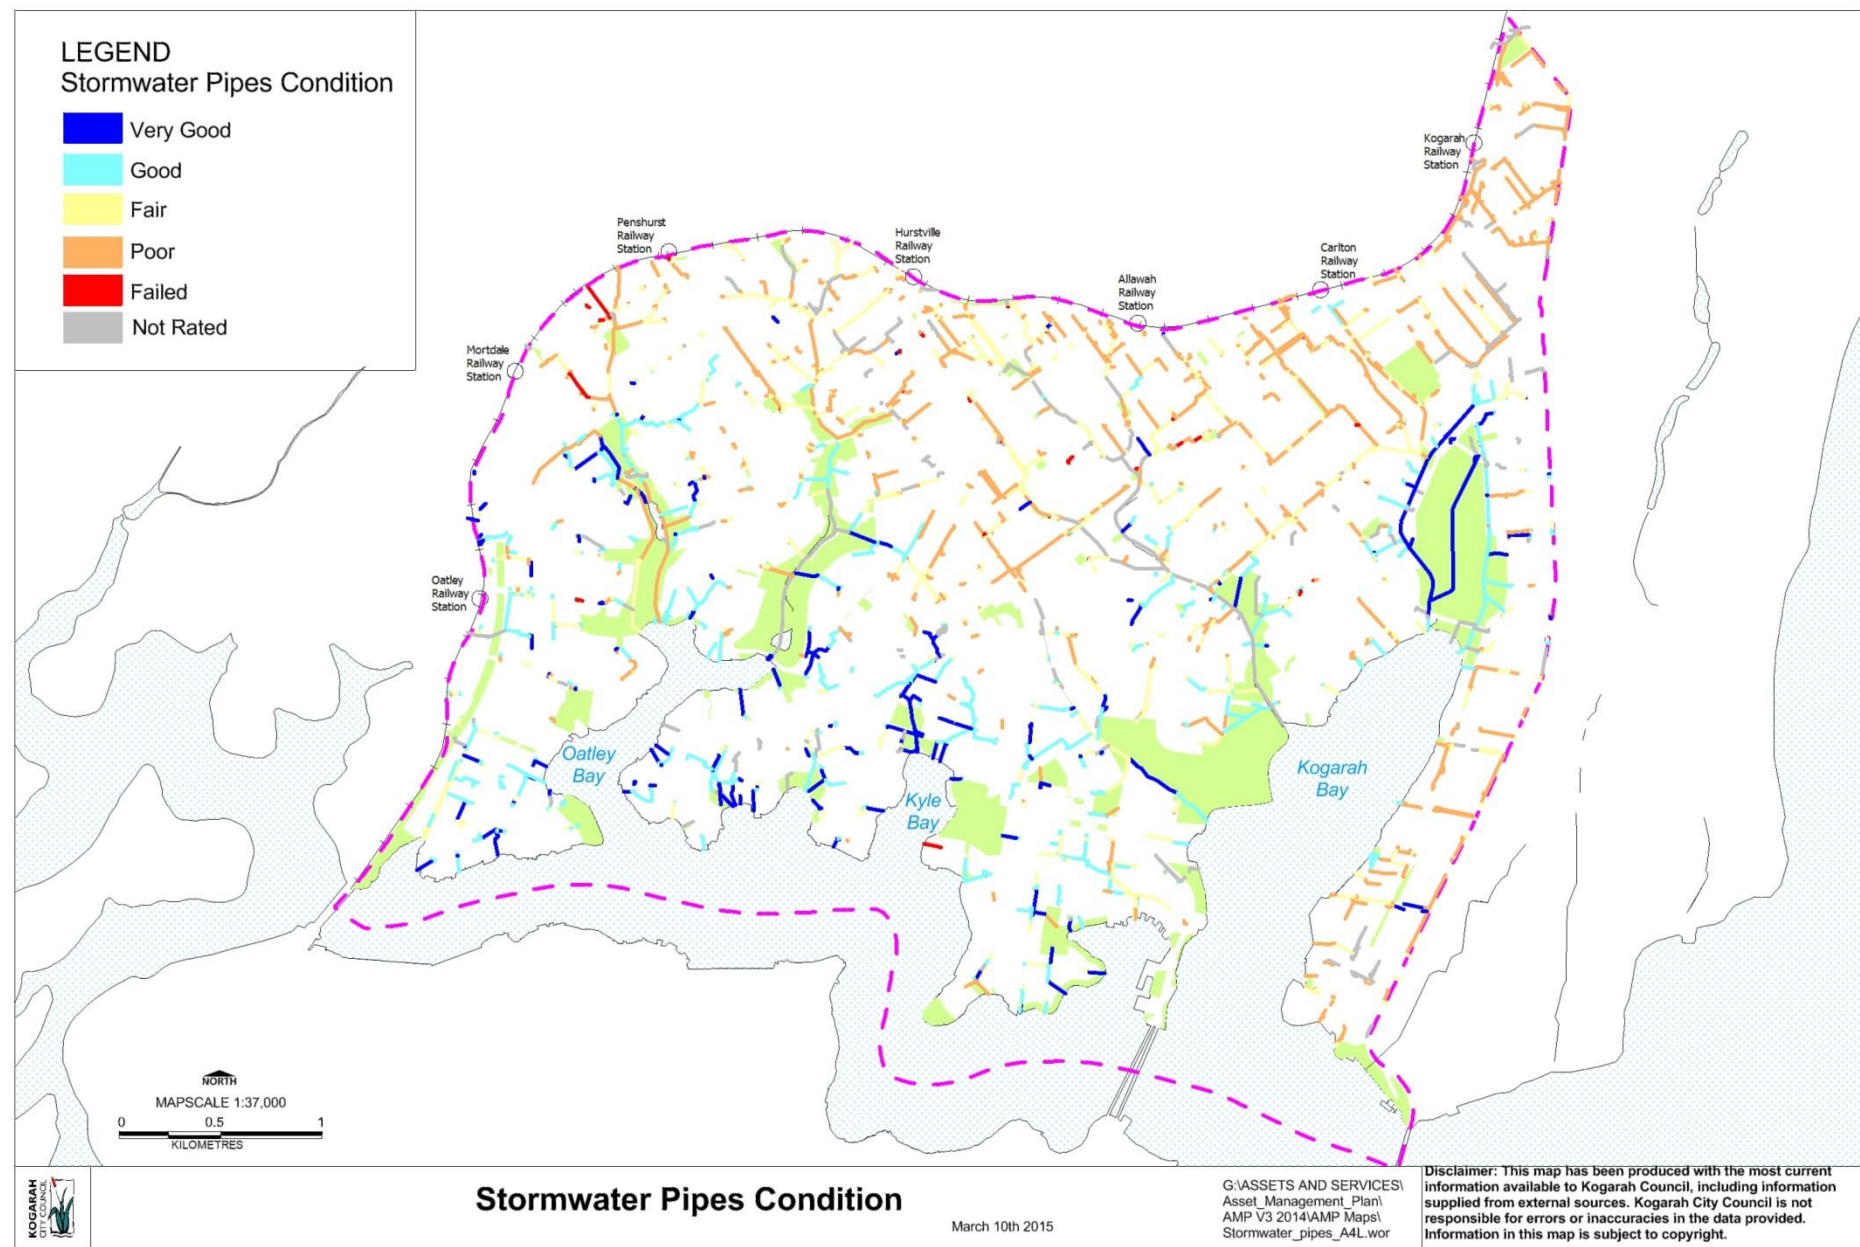 LEGEND
Stormwater Pipes Condition
Very Good
Good
Fair
Poor
Failed
Not Rated
Kogarah
Railway
Station
Penshurst
Railway
Station
Hurstville
Railway
Station
Carlton
Railway
Station
Allawah
Railway
Station
Mortdale
Railway
Station
Oatley
Railway
Station
Oatley
Bay
Kyle
Bay
Kogarah
Bay
NORTH
MAPSCALE 1:37,000
0 0.5 1
KILOMETRES
KOGARAH
CITY COUNCIL
Stormwater Pipes Condition
March 10th 2015
G:\ASSETS AND SERVICES\
Asset_Management_Plan\
AMP V3 2014\AMP Maps\
Stormwater_pipes_A4L.wor
Disclaimer: This map has been produced with the most current
information available to Kogarah Council, including information
supplied from external sources. Kogarah City Council is not
responsible for errors or inaccuracies in the data provided.
Information in this map is subject to copyright.